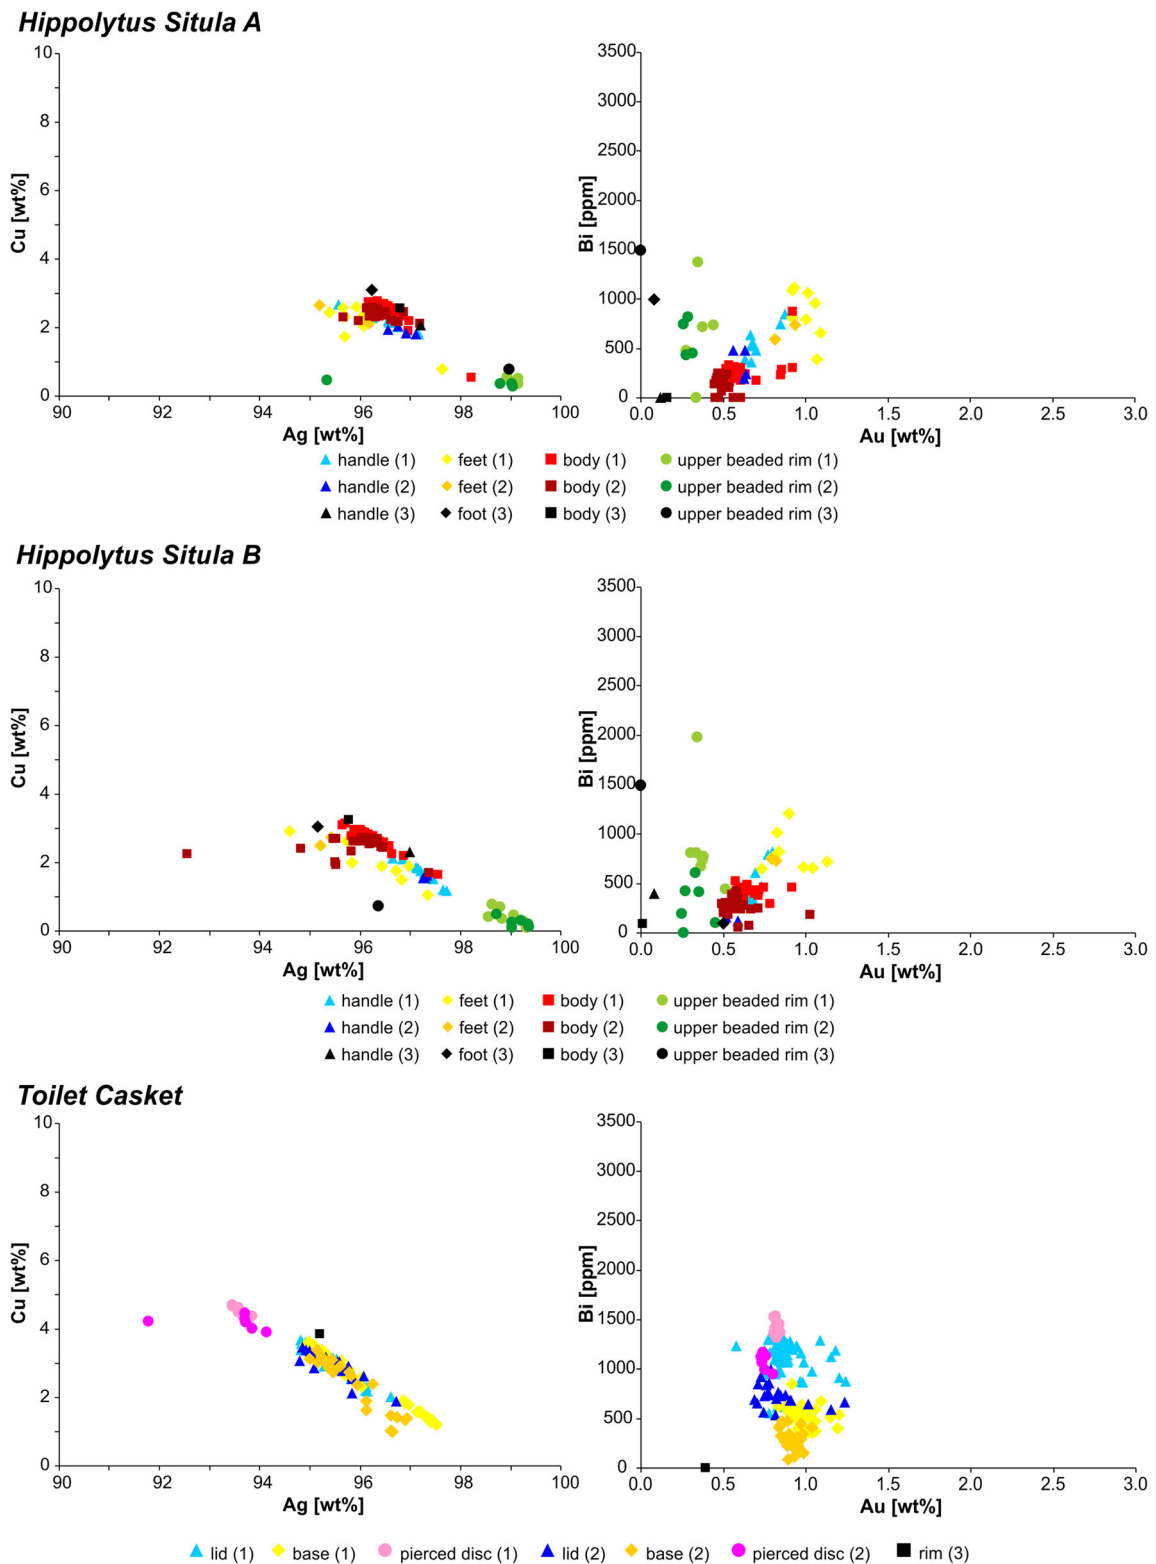 Hippolytus Situla A
10
8
6
4
2
0
Cu [wt%]
90 92 94 96 98 100
Ag [wt%]
3500
3000
2500
2000
1500
1000
500
0
Bi [ppm]
0.0 0.5 1.0 1.5 2.0 2.5 3.0
Au [wt%]
handle (1) feet (1) body (1) upper beaded rim (1)
handle (2) feet (2) body (2) upper beaded rim (2)
handle (3) foot (3) body (3) upper beaded rim (3)
Hippolytus Situla B
10
8
6
4
2
0
Cu [wt%]
90 92 94 96 98 100
Ag [wt%]
3500
3000
2500
2000
1500
1000
500
0
Bi [ppm]
0.0 0.5 1.0 1.5 2.0 2.5 3.0
Au [wt%]
handle (1) feet (1) body (1) upper beaded rim (1)
handle (2) feet (2) body (2) upper beaded rim (2)
handle (3) foot (3) body (3) upper beaded rim (3)
Toilet Casket
10
8
6
4
2
0
Cu [wt%]
90 92 94 96 98 100
Ag [wt%]
3500
3000
2500
2000
1500
1000
500
0
Bi [ppm]
0.0 0.5 1.0 1.5 2.0 2.5 3.0
Au [wt%]
lid (1) base (1) pierced disc (1) lid (2) base (2) pierced disc (2) rim (3)